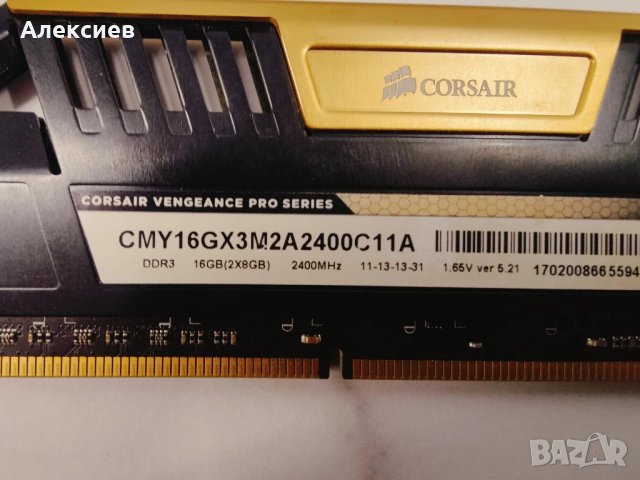 Алексиев
CORSAIR
CORSAIR VENGEANCE PRO SERIES
CMY16GX3M2A2400C11A
DDR3 16GB(2X8GB) 2400MHz 11-13-13-31 1.65V ver 5.21 1702008665594
BAZAR